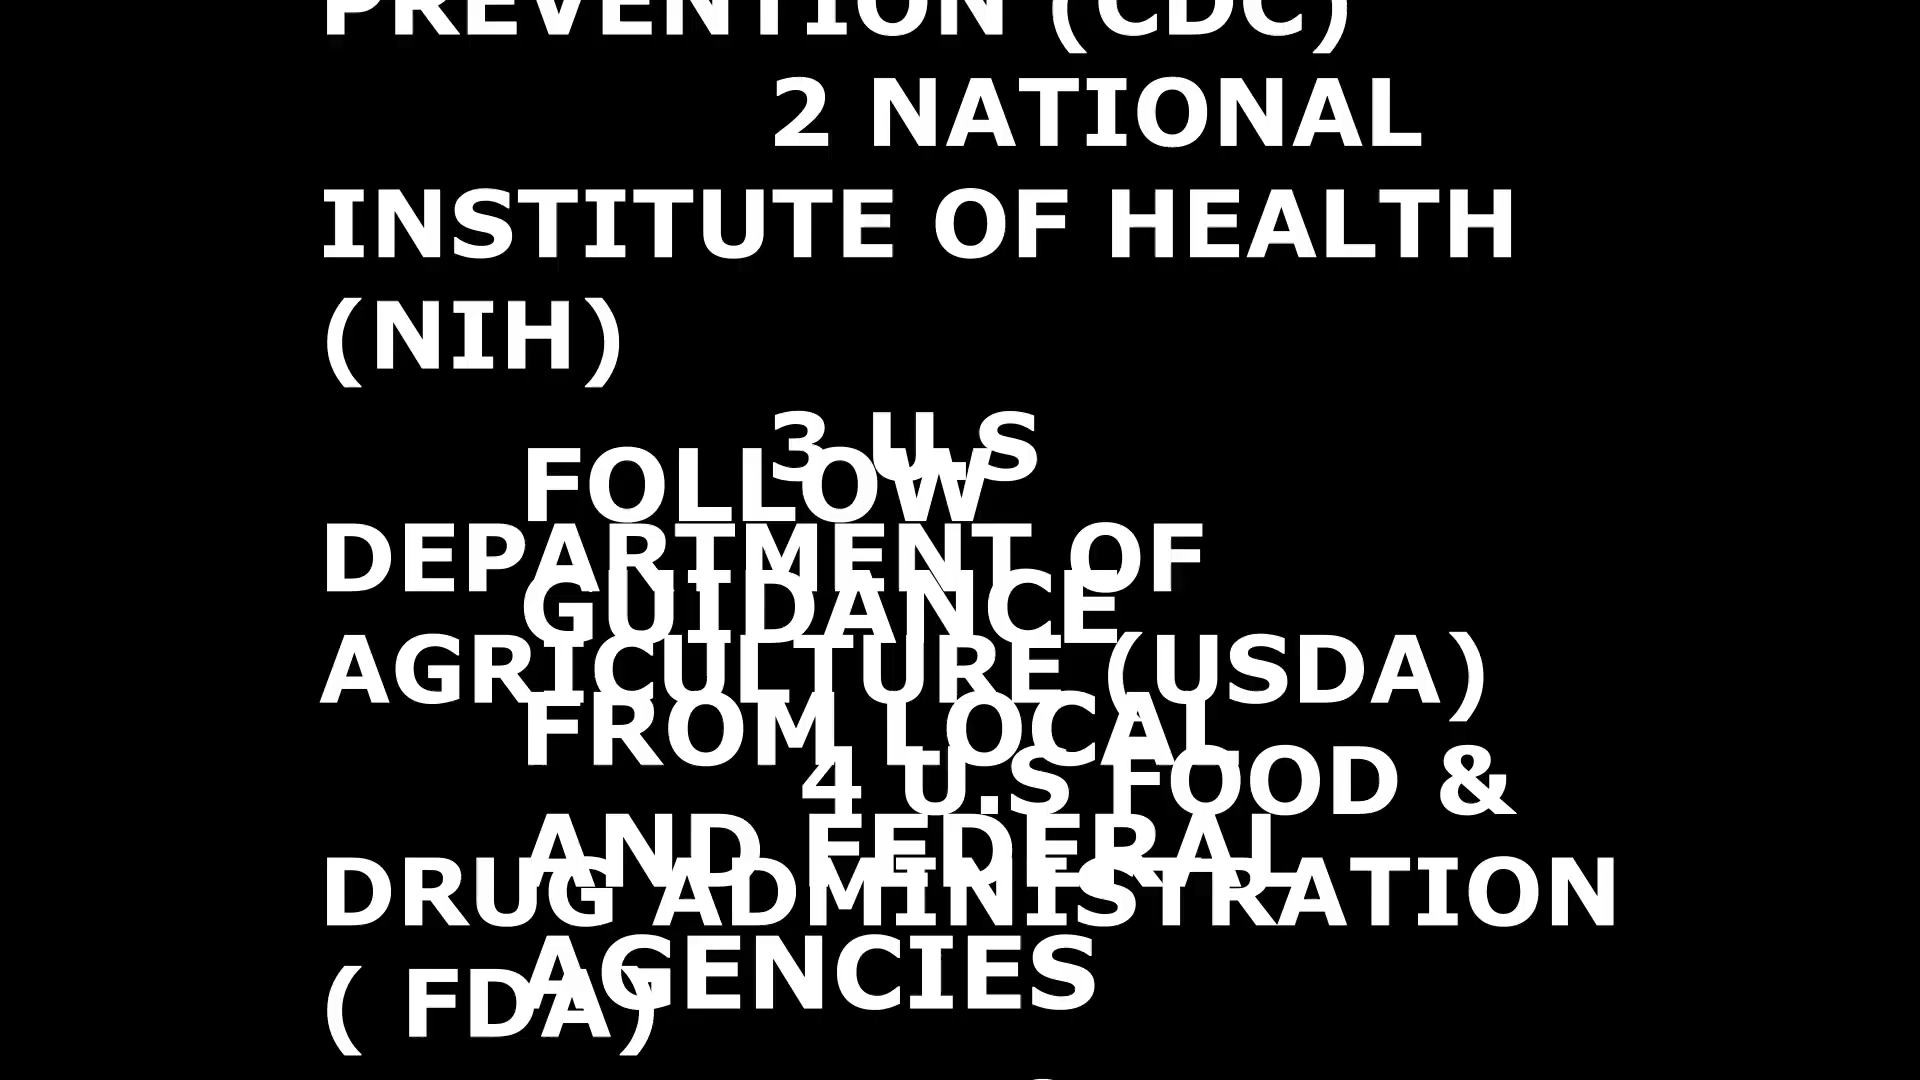 PREVENTION (CDC)
2 NATIONAL
INSTITUTE OF HEALTH
(NIH)
3 U.S
DEPARTMENT OF
AGRICULTURE (USDA)
4 U.S FOOD &
DRUG ADMINISTRATION
( FDA)
FOLLOW
GUIDANCE
FROM LOCAL
AND FEDERAL
AGENCIES